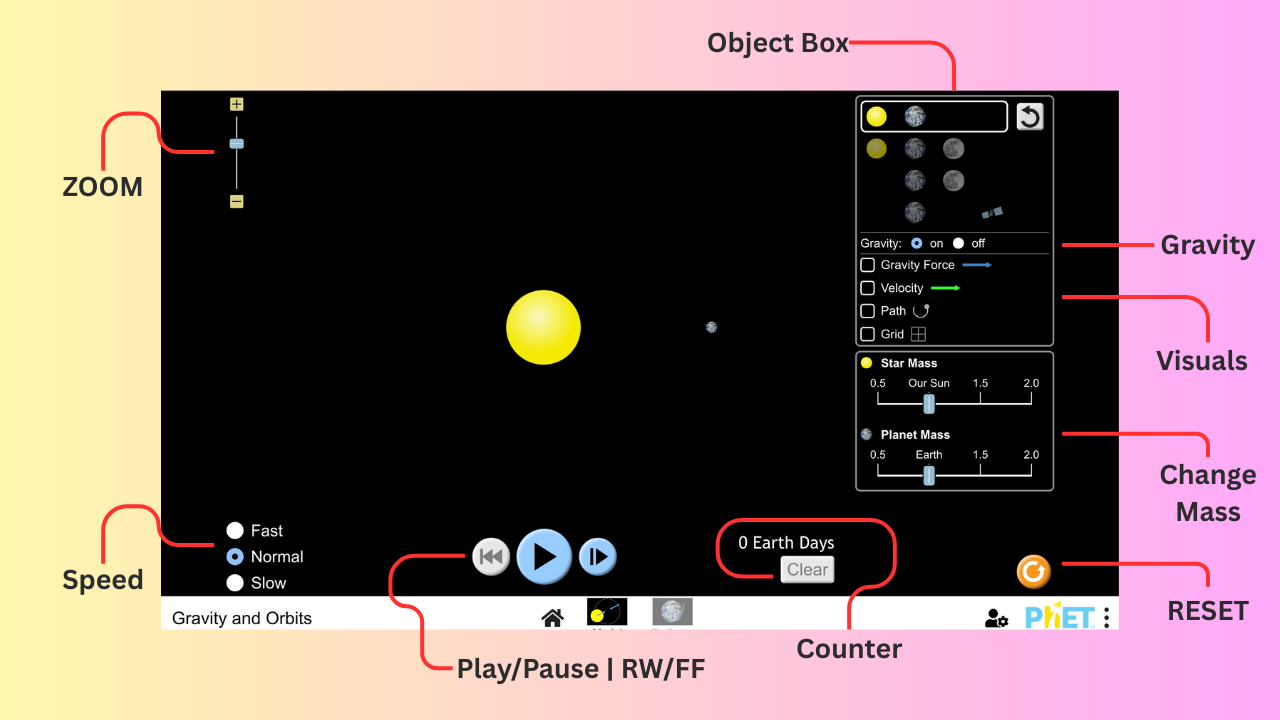 Object Box
ZOOM
+
−
Gravity: on off
Gravity Force
Velocity
Path
Grid
Gravity
Visuals
Star Mass
0.5 Our Sun 1.5 2.0
Planet Mass
0.5 Earth 1.5 2.0
Change
Mass
Speed
Fast
Normal
Slow
0 Earth Days
Clear
RESET
Gravity and Orbits
PhET
Counter
Play/Pause | RW/FF